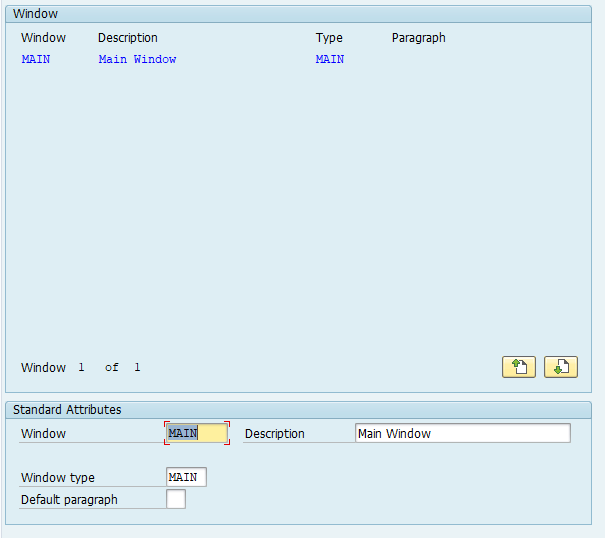 Window
Window Description Type Paragraph
MAIN Main Window MAIN
Window 1 of 1
Standard Attributes
Window MAIN Description Main Window
Window type MAIN
Default paragraph